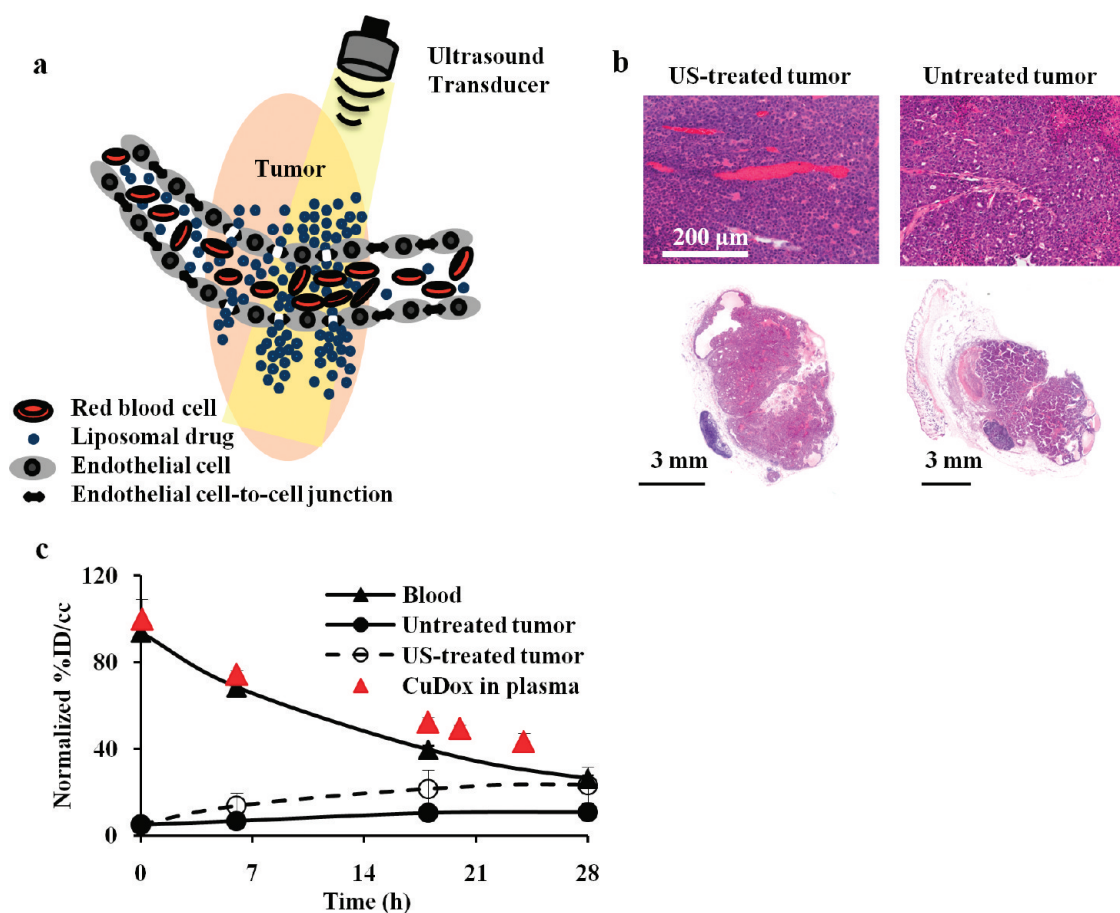 a
Ultrasound
Transducer
Tumor
Red blood cell
Liposomal drug
Endothelial cell
Endothelial cell-to-cell junction
b
US-treated tumor
Untreated tumor
200 μm
3 mm
3 mm
c
Normalized %ID/cc
120
80
40
0
Blood
Untreated tumor
US-treated tumor
CuDox in plasma
0
7
14
21
28
Time (h)